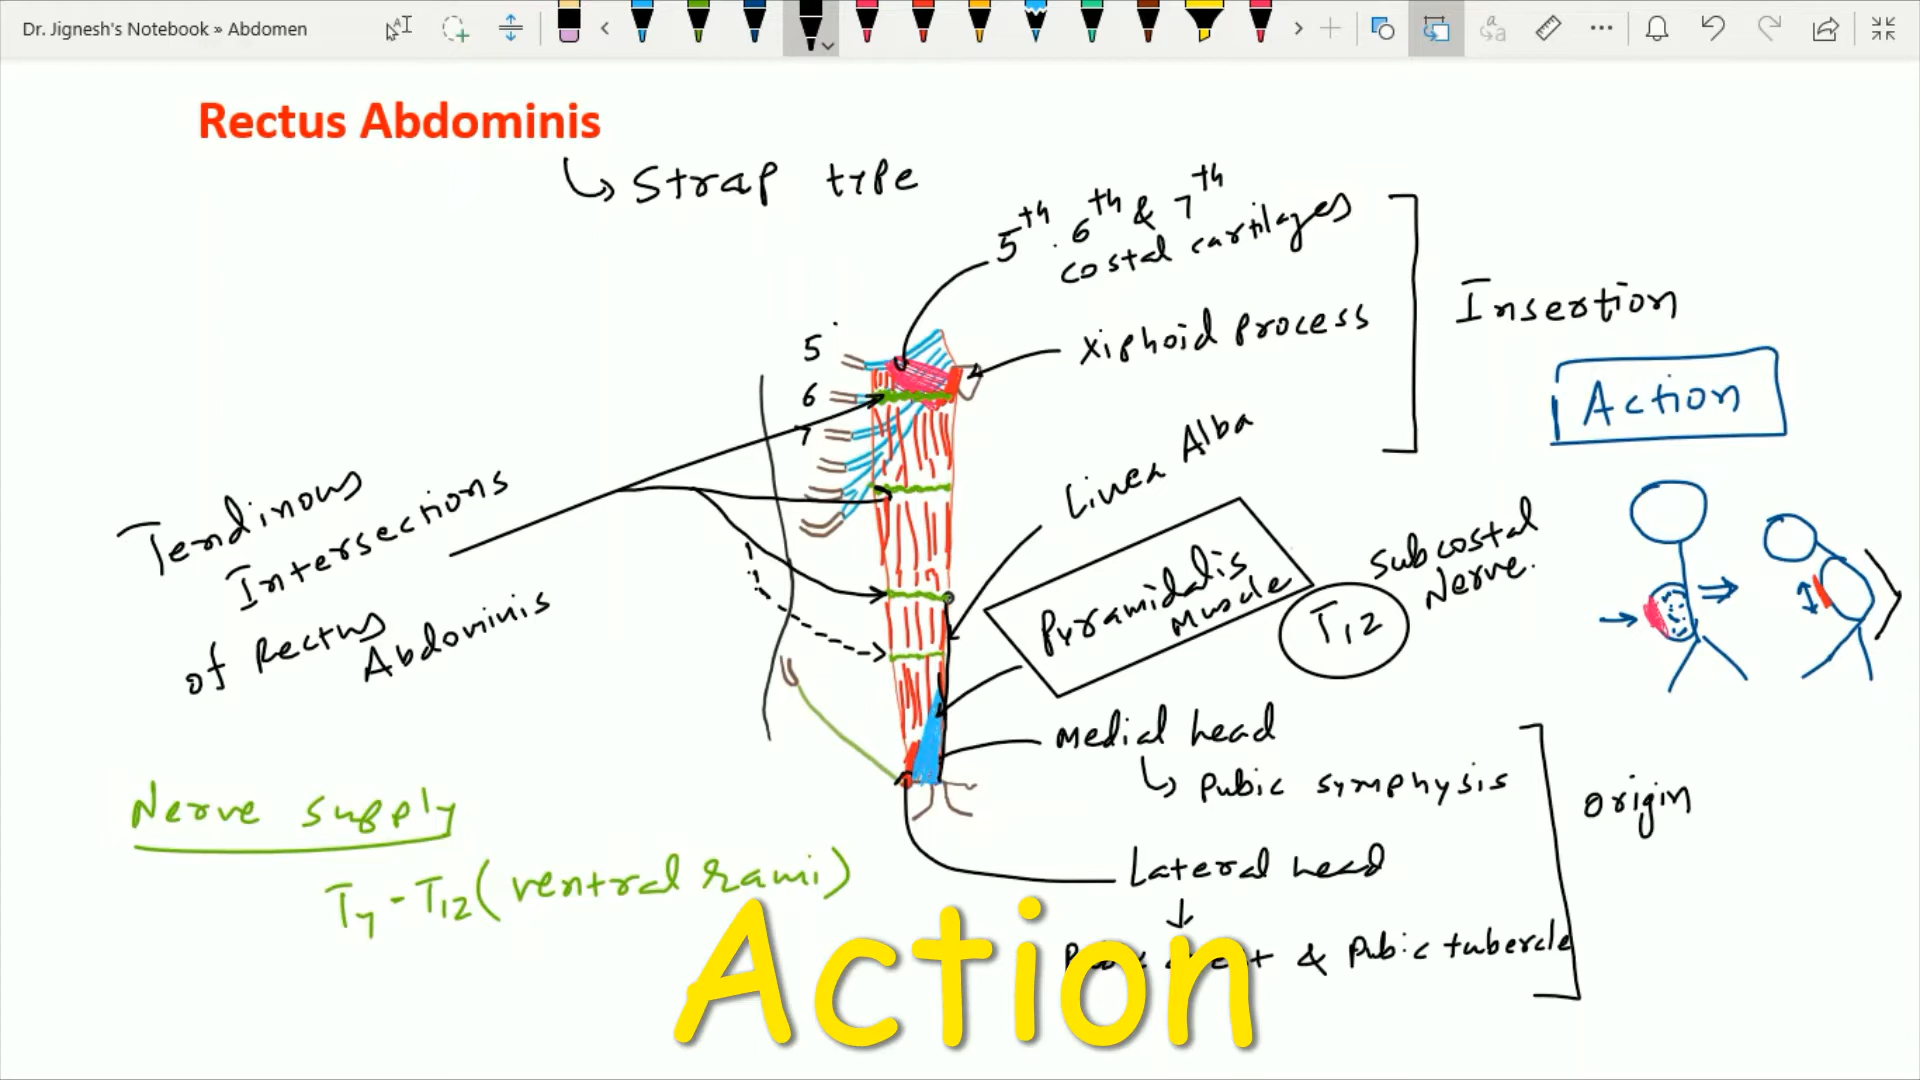 Dr. Jignesh's Notebook » Abdomen
Rectus Abdominis
Strap type
5th. 6th & 7th
costal cartilages
Xiphoid process
Insertion
Action
5
6
7
Linea Alba
Tendinous
Intersections
of Rectus
Abdominis
Pyramidalis
Muscle
T12
Subcostal
Nerve.
Medial head
Pubic symphysis
Origin
Lateral head
& Pubic tubercle
Nerve supply
T7 - T12 (ventral rami)
Action